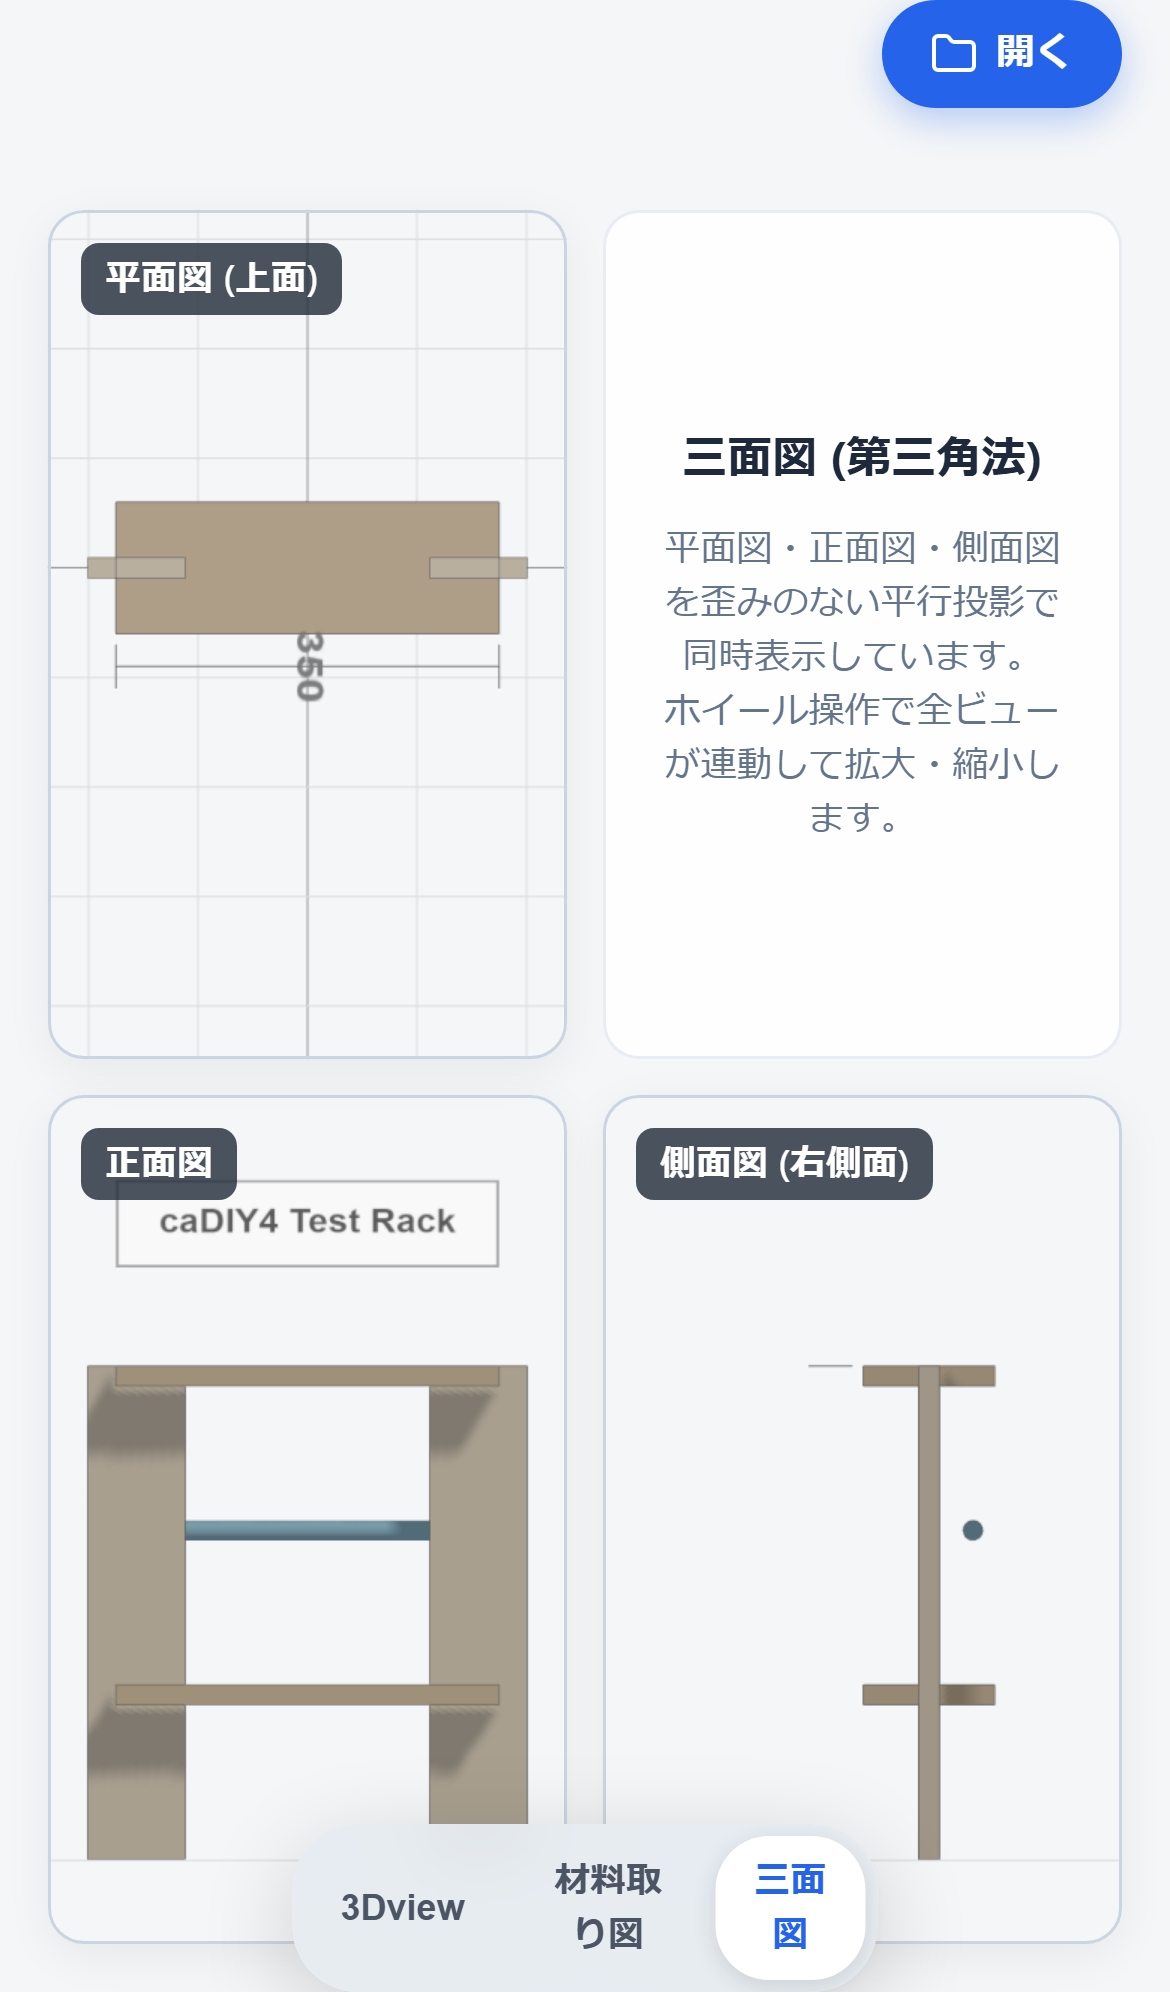 開く
平面図 (上面)
350
三面図 (第三角法)
平面図・正面図・側面図
を歪みのない平行投影で
同時表示しています。
ホイール操作で全ビュー
が連動して拡大・縮小し
ます。
正面図
caDIY4 Test Rack
側面図 (右側面)
3Dview
材料取
り図
三面
図